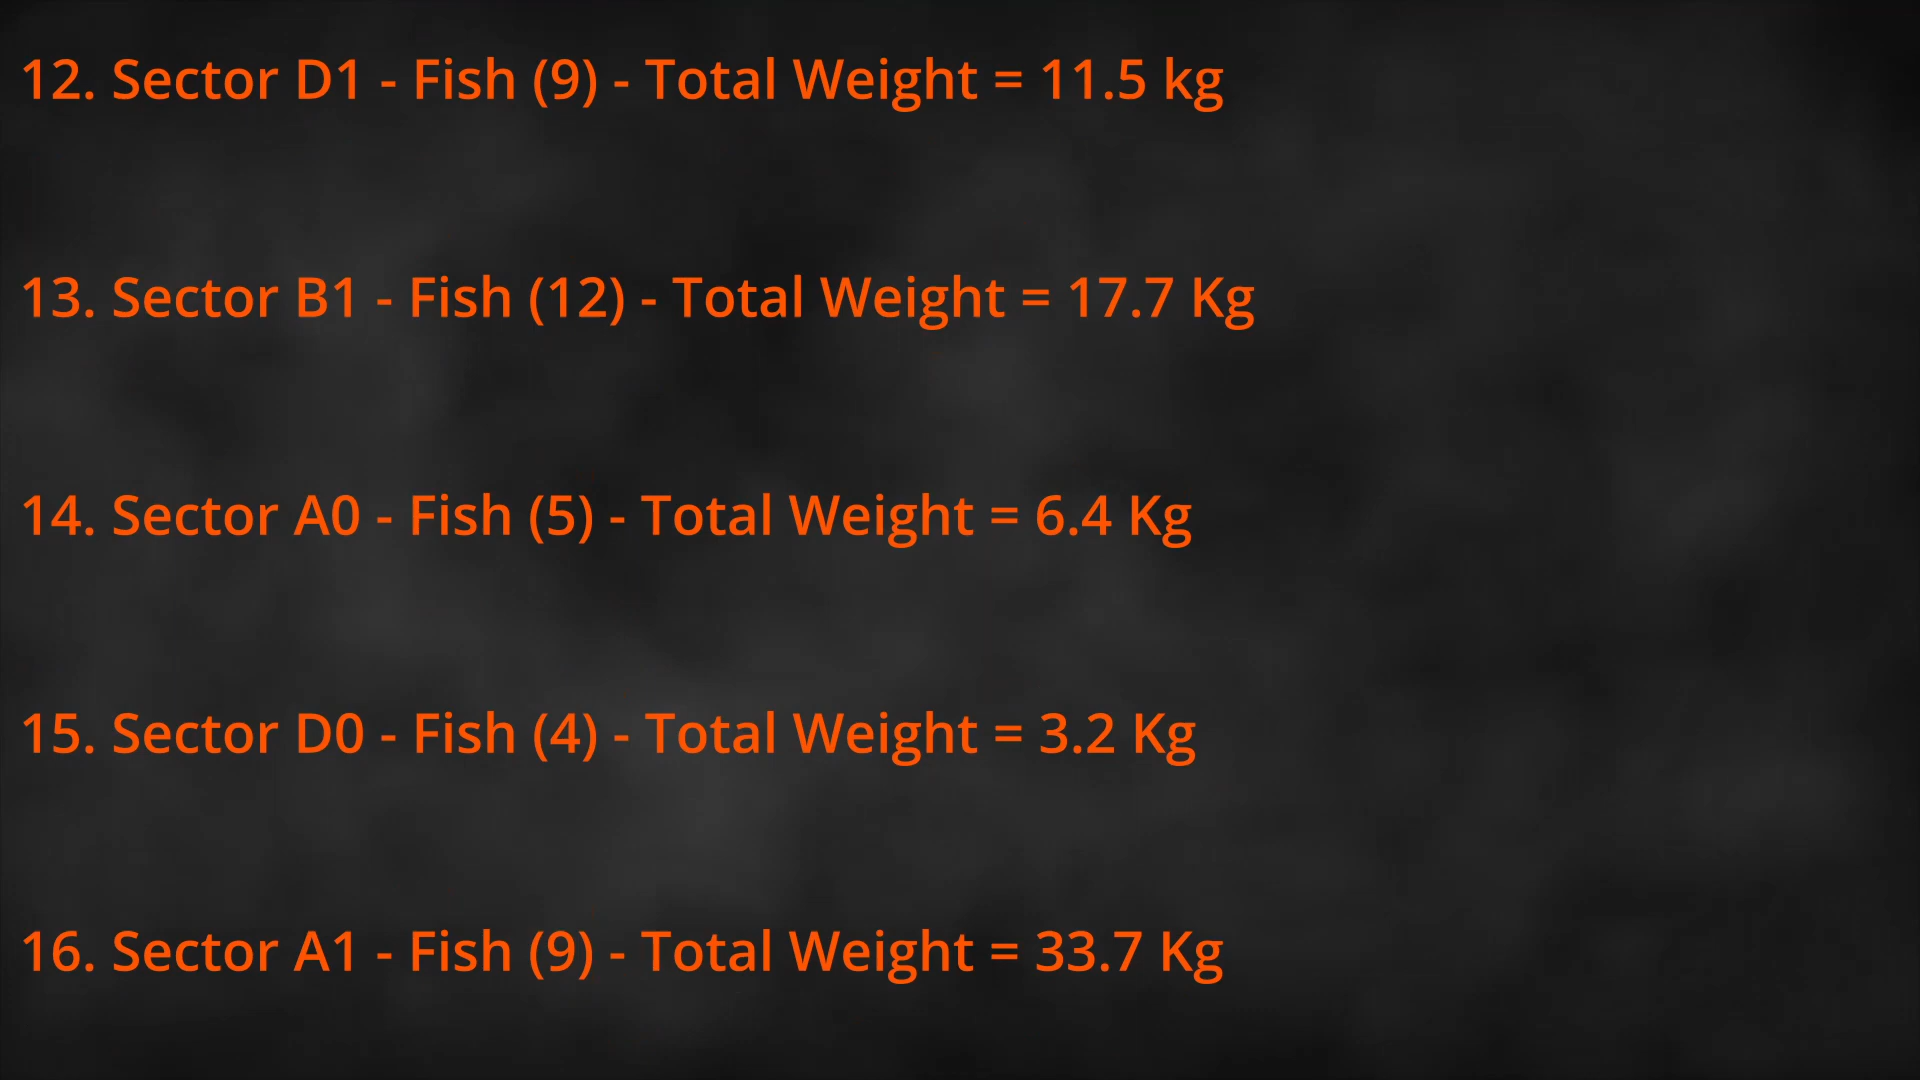 12. Sector D1 - Fish (9) - Total Weight = 11.5 kg
13. Sector B1 - Fish (12) - Total Weight = 17.7 Kg
14. Sector A0 - Fish (5) - Total Weight = 6.4 Kg
15. Sector D0 - Fish (4) - Total Weight = 3.2 Kg
16. Sector A1 - Fish (9) - Total Weight = 33.7 Kg